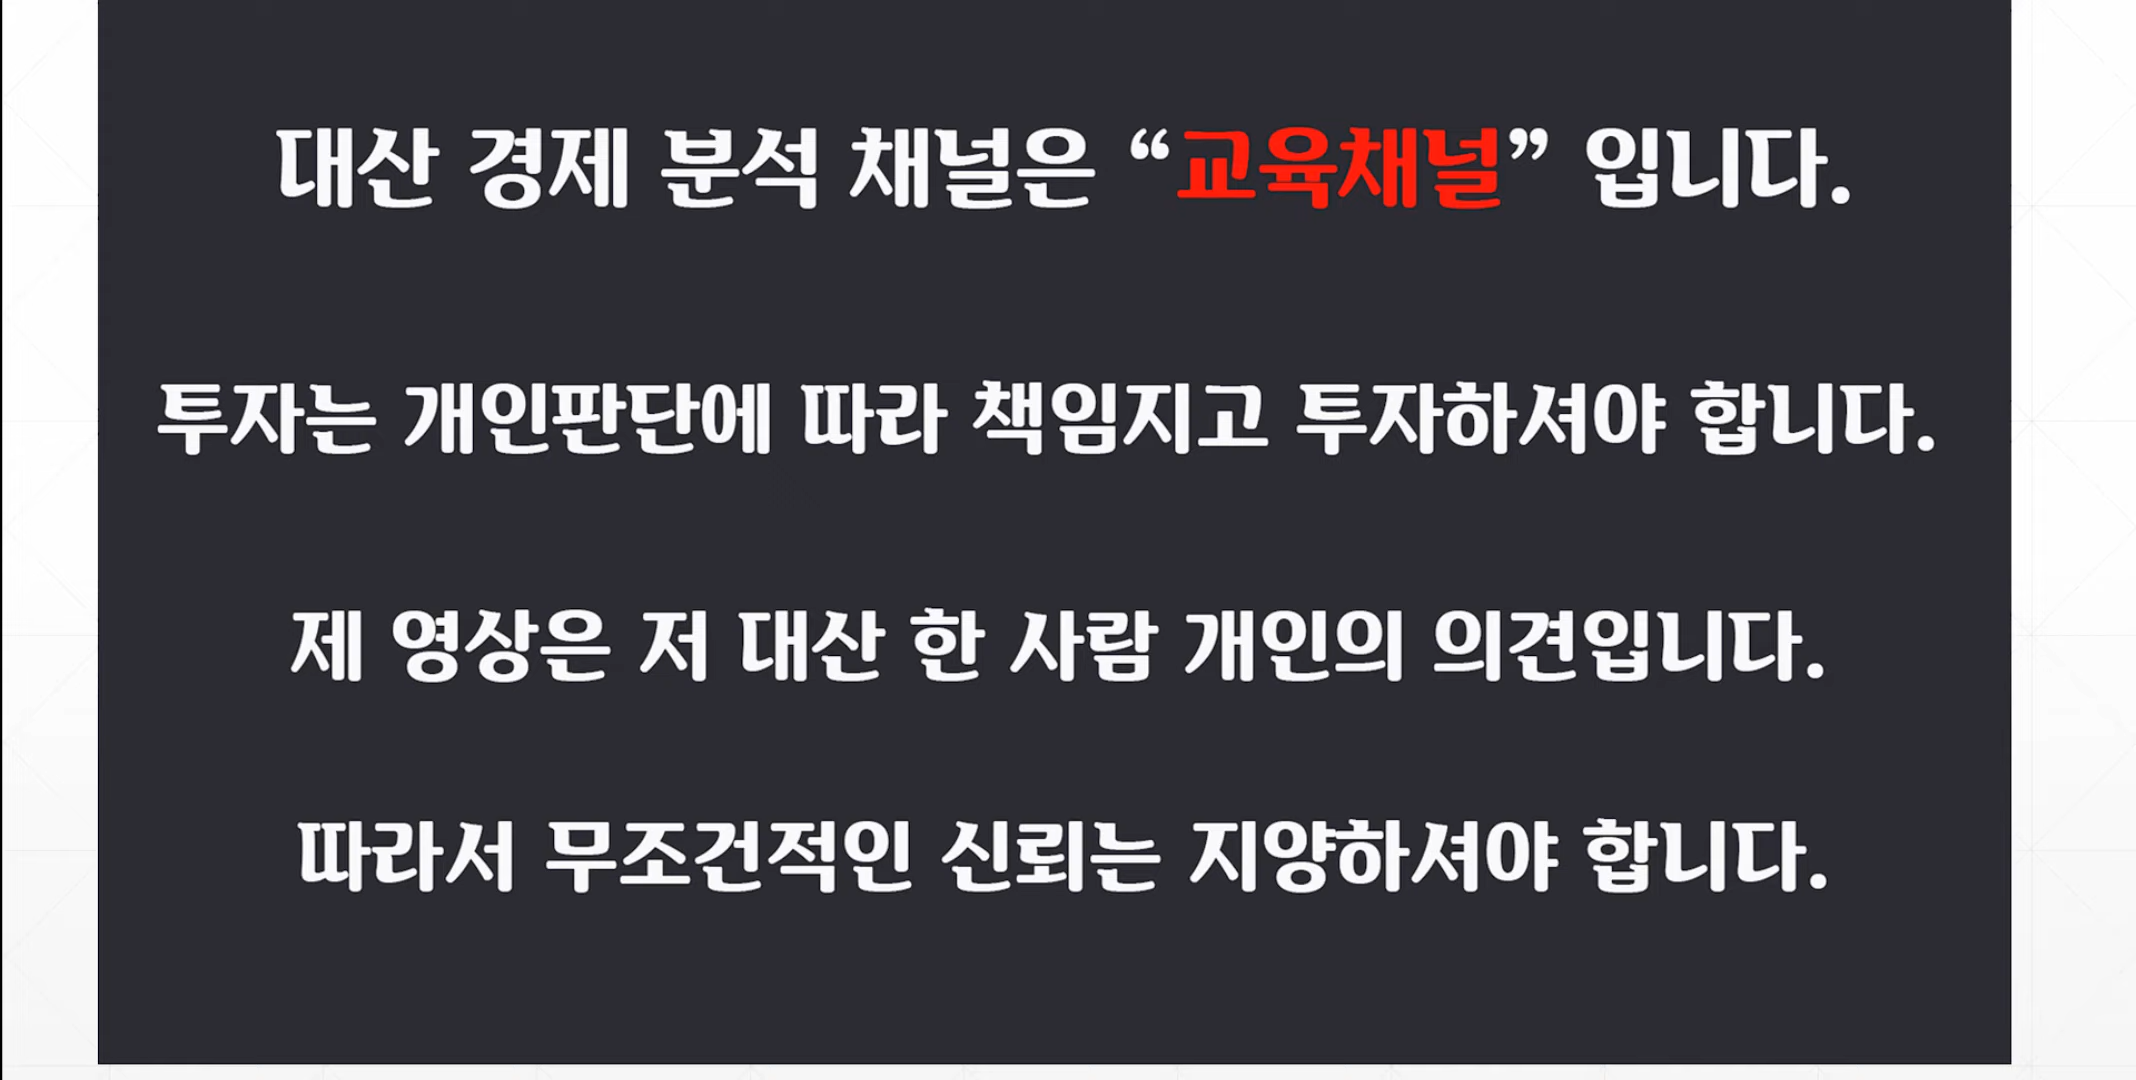 대산 경제 분석 채널은 “교육채널” 입니다.
투자는 개인판단에 따라 책임지고 투자하셔야 합니다.
제 영상은 저 대산 한 사람 개인의 의견입니다.
따라서 무조건적인 신뢰는 지양하셔야 합니다.